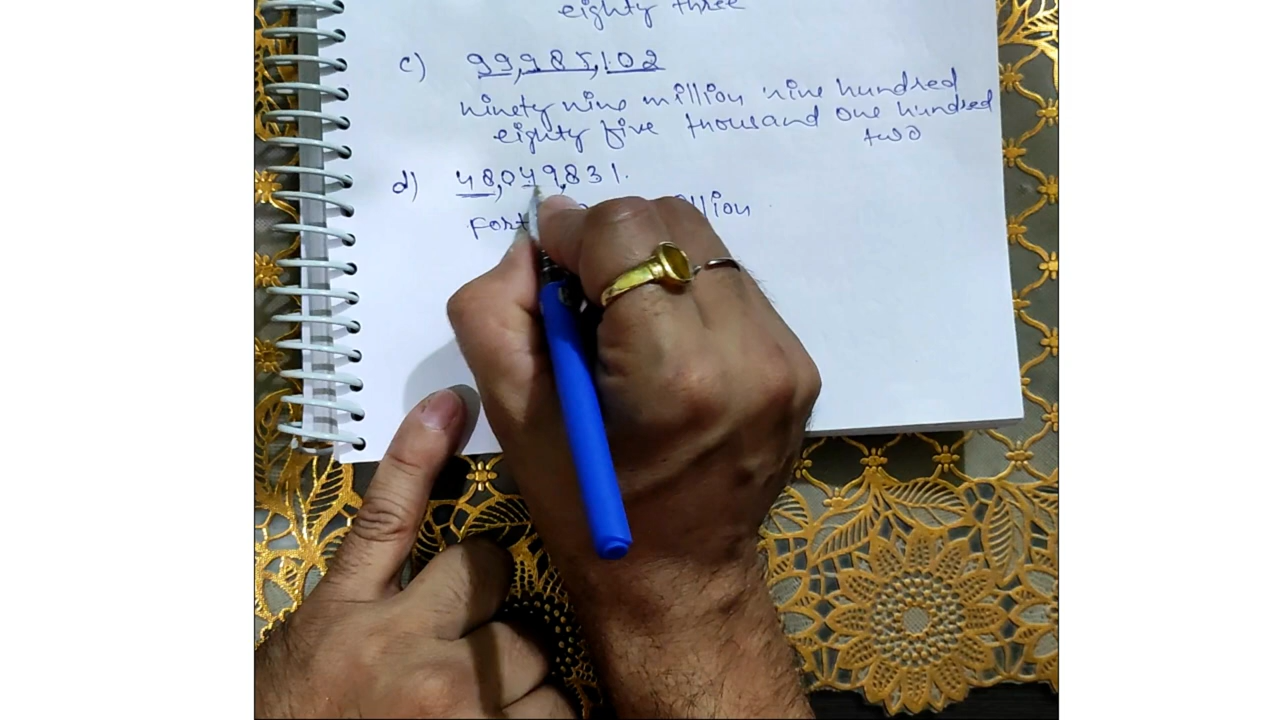 eighty three
c) 99,985,102
ninety nine million nine hundred
eighty five thousand one hundred
two
d) 48,049,831.